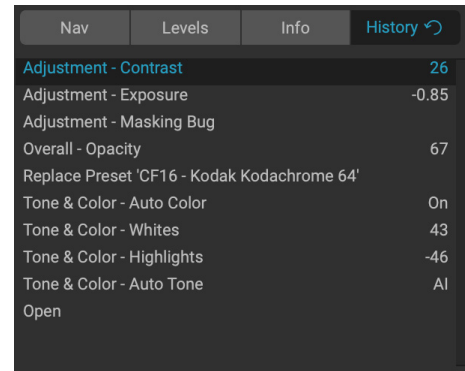 Nav Levels Info History
Adjustment - Contrast 26
Adjustment - Exposure -0.85
Adjustment - Masking Bug
Overall - Opacity 67
Replace Preset 'CF16 - Kodak Kodachrome 64'
Tone & Color - Auto Color On
Tone & Color - Whites 43
Tone & Color - Highlights -46
Tone & Color - Auto Tone AI
Open